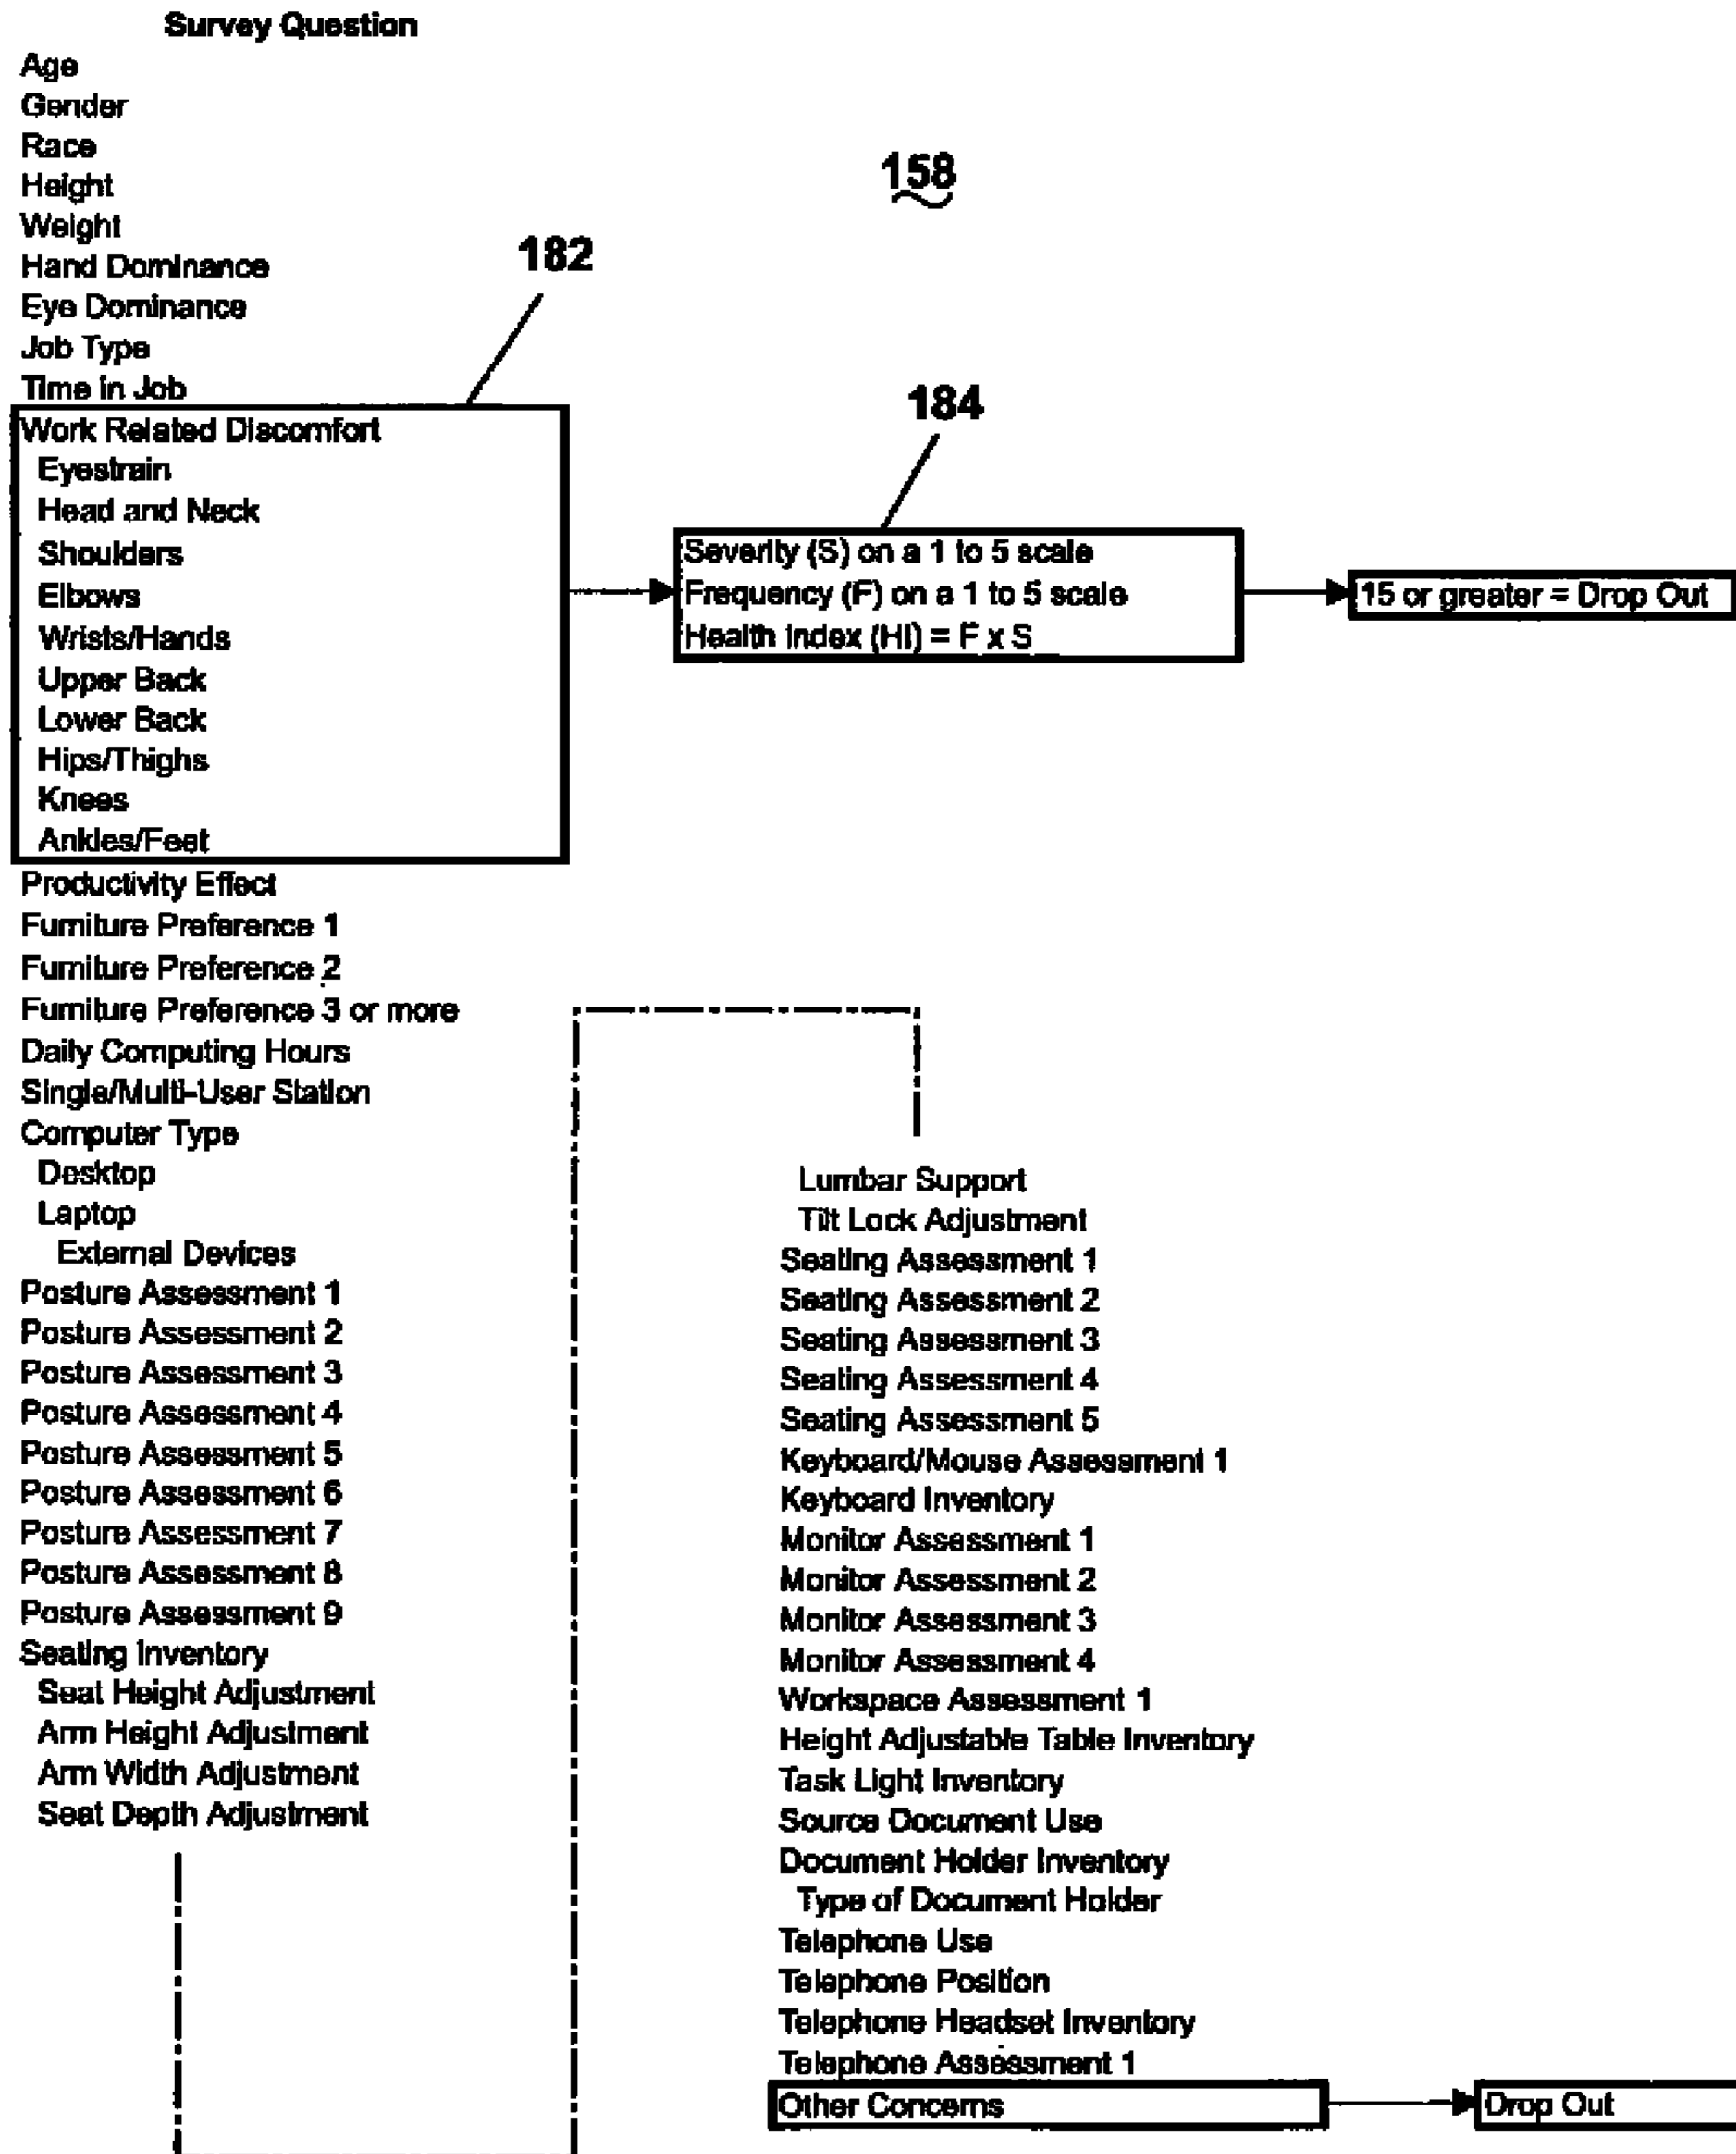 Survey Question
Age
Gender
Race
Height
Weight
Hand Dominance
Eye Dominance
Job Type
Time in Job
158
182
Work Related Discomfort
Eyestrain
Head and Neck
Shoulders
Elbows
Wrists/Hands
Upper Back
Lower Back
Hips/Thighs
Knees
Ankles/Feet
184
Severity (S) on a 1 to 5 scale
Frequency (F) on a 1 to 5 scale
Health Index (HI) = F x S
15 or greater = Drop Out
Productivity Effect
Furniture Preference 1
Furniture Preference 2
Furniture Preference 3 or more
Daily Computing Hours
Single/Multi-User Station
Computer Type
Desktop
Laptop
External Devices
Posture Assessment 1
Posture Assessment 2
Posture Assessment 3
Posture Assessment 4
Posture Assessment 5
Posture Assessment 6
Posture Assessment 7
Posture Assessment 8
Posture Assessment 9
Seating Inventory
Seat Height Adjustment
Arm Height Adjustment
Arm Width Adjustment
Seat Depth Adjustment
Lumbar Support
Tilt Lock Adjustment
Seating Assessment 1
Seating Assessment 2
Seating Assessment 3
Seating Assessment 4
Seating Assessment 5
Keyboard/Mouse Assessment 1
Keyboard Inventory
Monitor Assessment 1
Monitor Assessment 2
Monitor Assessment 3
Monitor Assessment 4
Workspace Assessment 1
Height Adjustable Table Inventory
Task Light Inventory
Source Document Use
Document Holder Inventory
Type of Document Holder
Telephone Use
Telephone Position
Telephone Headset Inventory
Telephone Assessment 1
Other Concerns
Drop Out